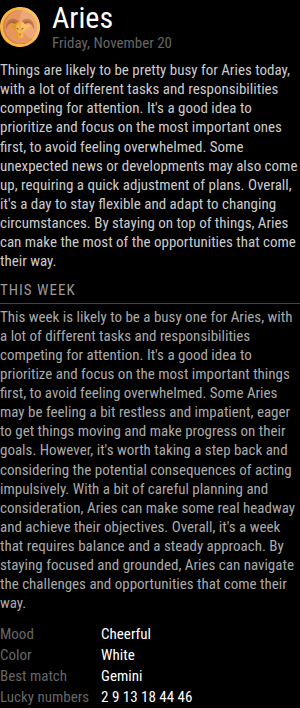 Aries
Friday, November 20
Things are likely to be pretty busy for Aries today,
with a lot of different tasks and responsibilities
competing for attention. It's a good idea to
prioritize and focus on the most important ones
first, to avoid feeling overwhelmed. Some
unexpected news or developments may also come
up, requiring a quick adjustment of plans. Overall,
it's a day to stay flexible and adapt to changing
circumstances. By staying on top of things, Aries
can make the most of the opportunities that come
their way.
THIS WEEK
This week is likely to be a busy one for Aries, with
a lot of different tasks and responsibilities
competing for attention. It's a good idea to
prioritize and focus on the most important things
first, to avoid feeling overwhelmed. Some Aries
may be feeling a bit restless and impatient, eager
to get things moving and make progress on their
goals. However, it's worth taking a step back and
considering the potential consequences of acting
impulsively. With a bit of careful planning and
consideration, Aries can make some real headway
and achieve their objectives. Overall, it's a week
that requires balance and a steady approach. By
staying focused and grounded, Aries can navigate
the challenges and opportunities that come their
way.
Mood Cheerful
Color White
Best match Gemini
Lucky numbers 2 9 13 18 44 46